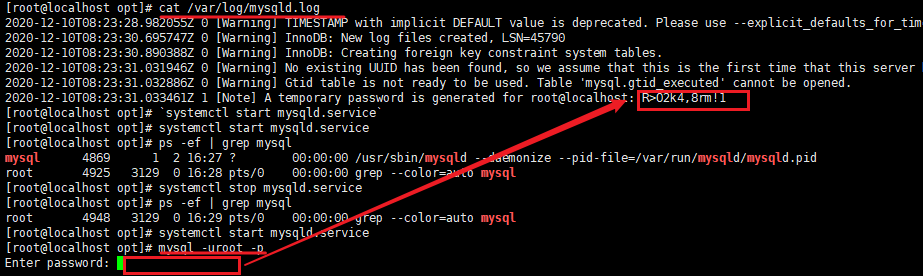 [root@localhost opt]# cat /var/log/mysqld.log
2020-12-10T08:23:28.982055Z 0 [Warning] TIMESTAMP with implicit DEFAULT value is deprecated. Please use --explicit_defaults_for_tim
2020-12-10T08:23:30.695747Z 0 [Warning] InnoDB: New log files created, LSN=45790
2020-12-10T08:23:30.890388Z 0 [Warning] InnoDB: Creating foreign key constraint system tables.
2020-12-10T08:23:31.031946Z 0 [Warning] No existing UUID has been found, so we assume that this is the first time that this server
2020-12-10T08:23:31.032886Z 0 [Warning] Gtid table is not ready to be used. Table 'mysql.gtid_executed' cannot be opened.
2020-12-10T08:23:31.033461Z 1 [Note] A temporary password is generated for root@localhost: R>O2k4,8rm!1
[root@localhost opt]# `systemctl start mysqld.service`
[root@localhost opt]# systemctl start mysqld.service
[root@localhost opt]# ps -ef | grep mysql
mysql 4869 1 2 16:27 ? 00:00:00 /usr/sbin/mysqld --daemonize --pid-file=/var/run/mysqld/mysqld.pid
root 4925 3129 0 16:28 pts/0 00:00:00 grep --color=auto mysql
[root@localhost opt]# systemctl stop mysqld.service
[root@localhost opt]# ps -ef | grep mysql
root 4948 3129 0 16:29 pts/0 00:00:00 grep --color=auto mysql
[root@localhost opt]# systemctl start mysqld.service
[root@localhost opt]# mysql -uroot -p
Enter password: